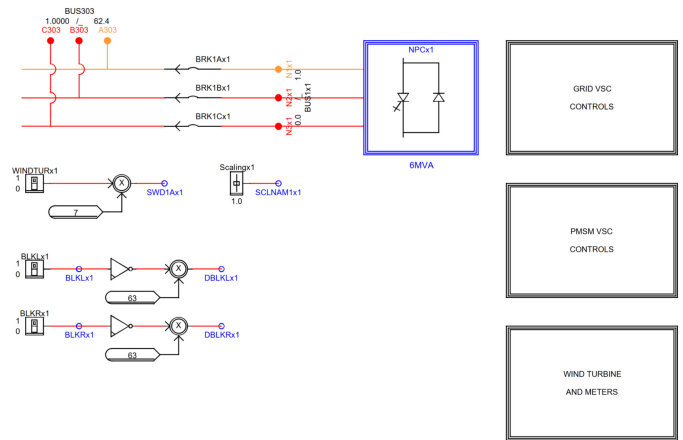 BUS303
1.0000 /_ 62.4
C303 B303 A303
BRK1Ax1
BRK1Bx1
BRK1Cx1
N1x1
N2x1
N3x1
1.0
/_
0.0
BUS1x1
NPCx1
6MVA
GRID VSC
CONTROLS
WINDTURx1
1
0
X
SWD1Ax1
7
Scalingx1
1.0
SCLNAM1x1
PMSM VSC
CONTROLS
BLKLx1
1
0
BLKLx1
X
DBLKLx1
63
BLKRx1
1
0
BLKRx1
X
DBLKRx1
63
WIND TURBINE
AND METERS